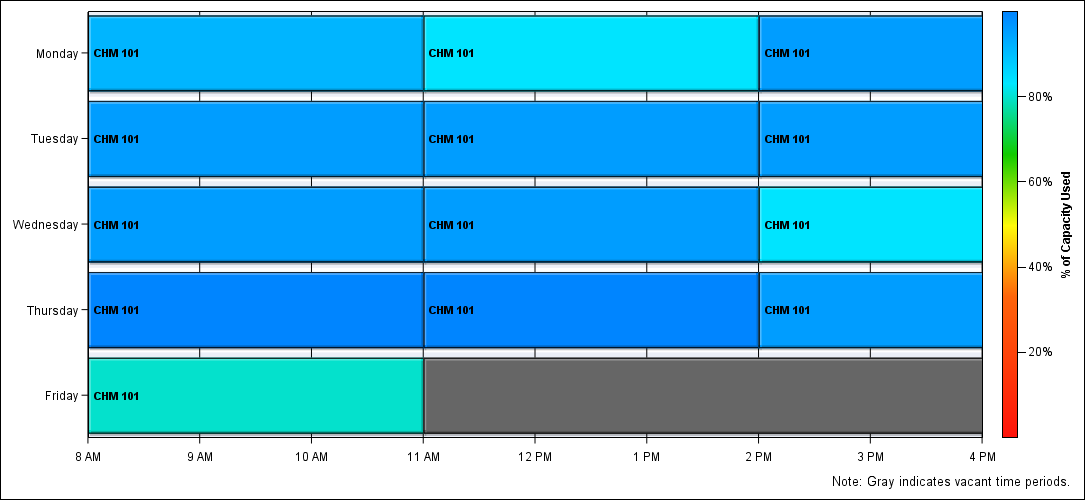 Monday
CHM 101
CHM 101
CHM 101
Tuesday
CHM 101
CHM 101
CHM 101
Wednesday
CHM 101
CHM 101
CHM 101
Thursday
CHM 101
CHM 101
CHM 101
Friday
CHM 101
8 AM 9 AM 10 AM 11 AM 12 PM 1 PM 2 PM 3 PM 4 PM
80%
60%
40%
20%
% of Capacity Used
Note: Gray indicates vacant time periods.